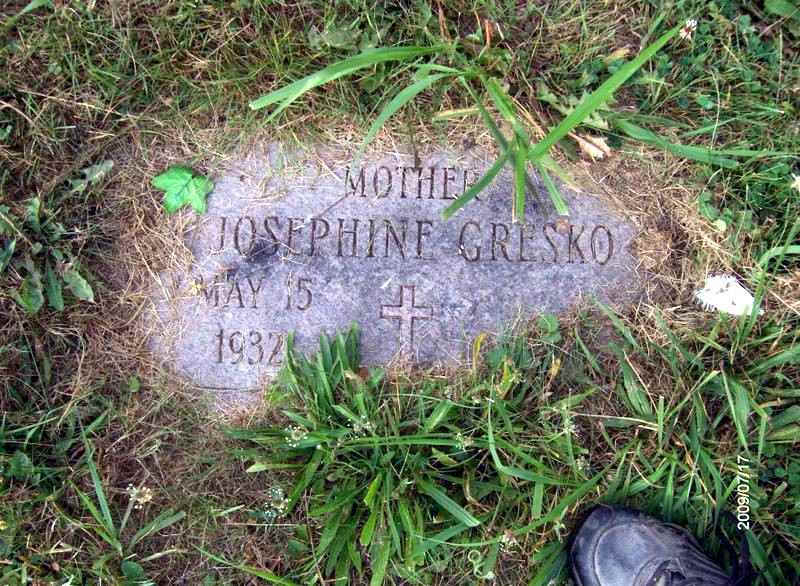 MOTHER
JOSEPHINE GRESKO
MAY 15
1932
2009/07/17